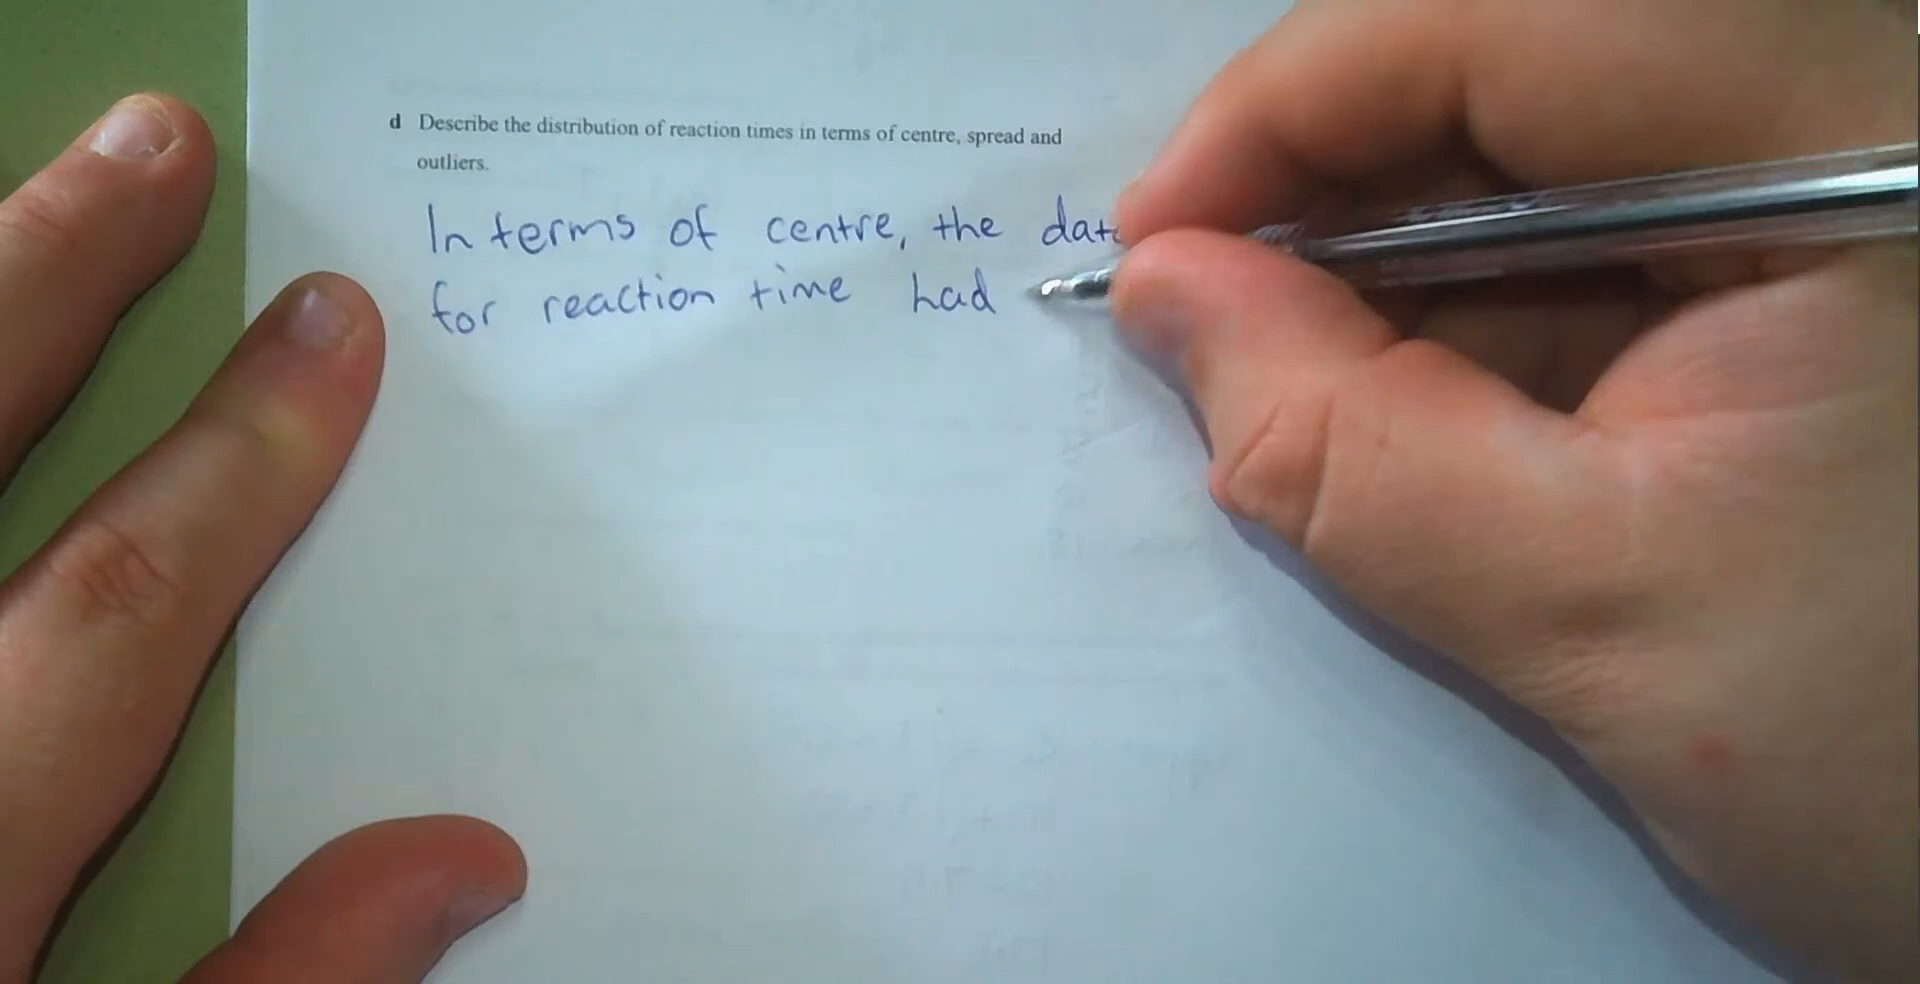 d Describe the distribution of reaction times in terms of centre, spread and
outliers.
In terms of centre, the data
for reaction time had